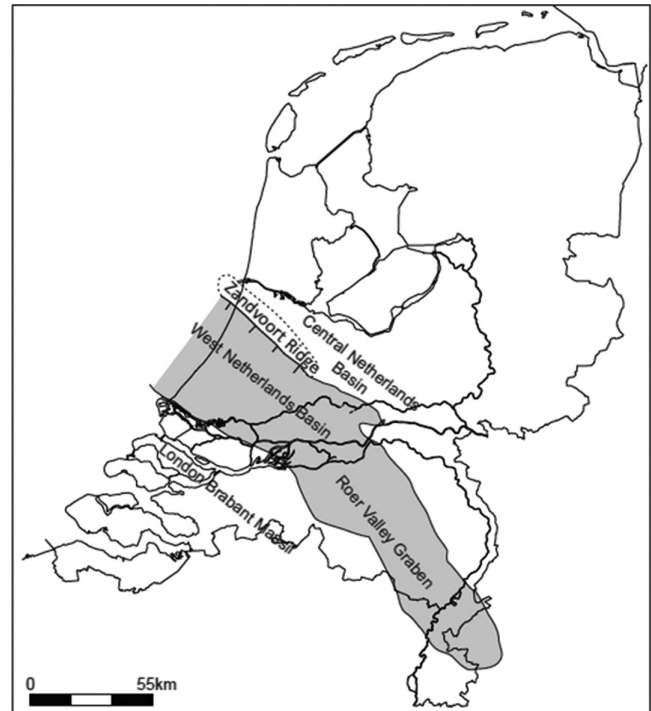 Zandvoort Ridge
Central Netherlands
Basin
West Netherlands Basin
London Brabant Massif
Roer Valley Graben
0 55km